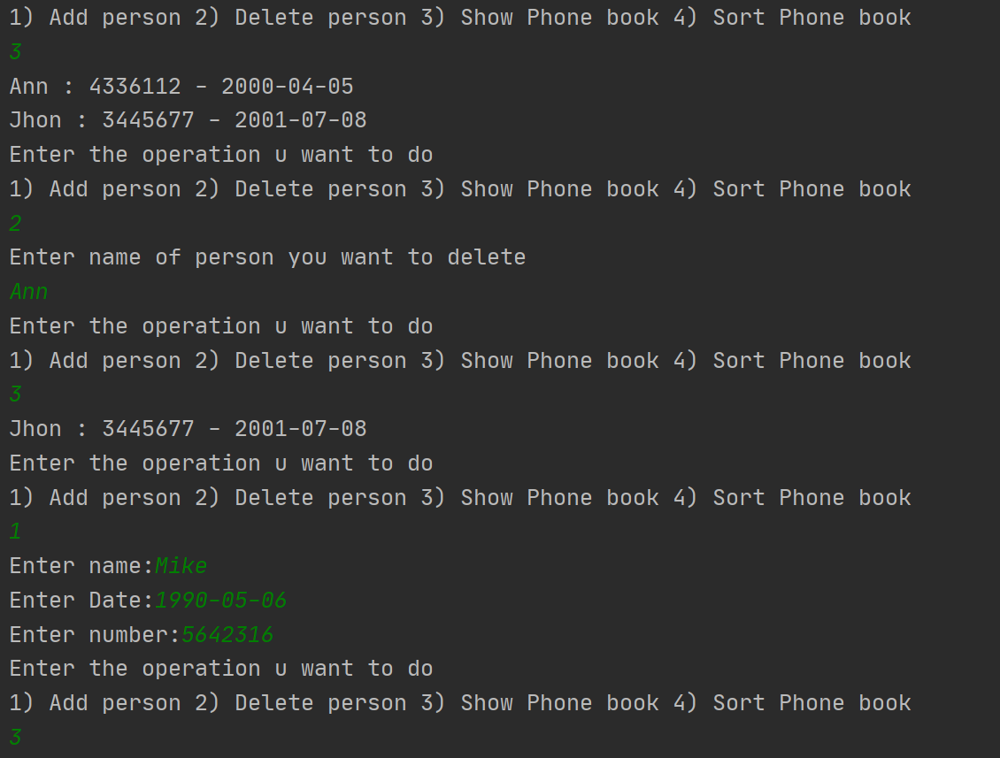 1) Add person 2) Delete person 3) Show Phone book 4) Sort Phone book
3
Ann : 4336112 - 2000-04-05
Jhon : 3445677 - 2001-07-08
Enter the operation u want to do
1) Add person 2) Delete person 3) Show Phone book 4) Sort Phone book
2
Enter name of person you want to delete
Ann
Enter the operation u want to do
1) Add person 2) Delete person 3) Show Phone book 4) Sort Phone book
3
Jhon : 3445677 - 2001-07-08
Enter the operation u want to do
1) Add person 2) Delete person 3) Show Phone book 4) Sort Phone book
1
Enter name:Mike
Enter Date:1990-05-06
Enter number:5642316
Enter the operation u want to do
1) Add person 2) Delete person 3) Show Phone book 4) Sort Phone book
3